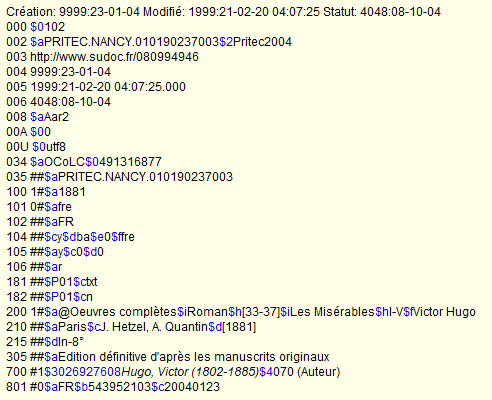 Création: 9999:23-01-04 Modifié: 1999:21-02-20 04:07:25 Statut: 4048:08-10-04
000 $0102
002 $aPRITEC.NANCY.010190237003$2Pritec2004
003 http://www.sudoc.fr/080994946
004 9999:23-01-04
005 1999:21-02-20 04:07:25.000
006 4048:08-10-04
008 $aAar2
00A $00
00U $0utf8
034 $aOCoLC$0491316877
035 ##$aPRITEC.NANCY.010190237003
100 1#$a1881
101 0#$afre
102 ##$aFR
104 ##$cy$dba$e0$ffre
105 ##$ay$c0$d0
106 ##$ar
181 ##$P01$ctxt
182 ##$P01$cn
200 1#$a@Oeuvres complètes$iRoman$h[33-37]$iLes Misérables$hI-V$fVictor Hugo
210 ##$aParis$cJ. Hetzel, A. Quantin$d[1881]
215 ##$dIn-8°
305 ##$aEdition définitive d'après les manuscrits originaux
700 #1$3026927608Hugo, Victor (1802-1885)$4070 (Auteur)
801 #0$aFR$b543952103$c20040123